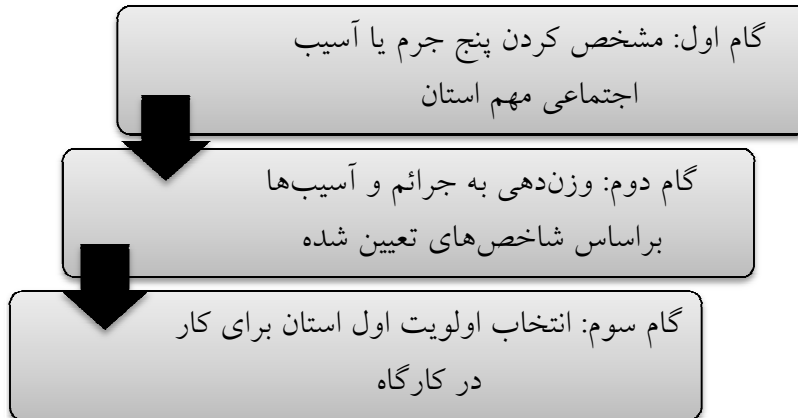 گام اول: مشخص کردن پنج جرم یا آسیب
اجتماعی مهم استان
گام دوم: وزن‌دهی به جرائم و آسیب‌ها
براساس شاخص‌های تعیین شده
گام سوم: انتخاب اولویت اول استان برای کار
در کارگاه